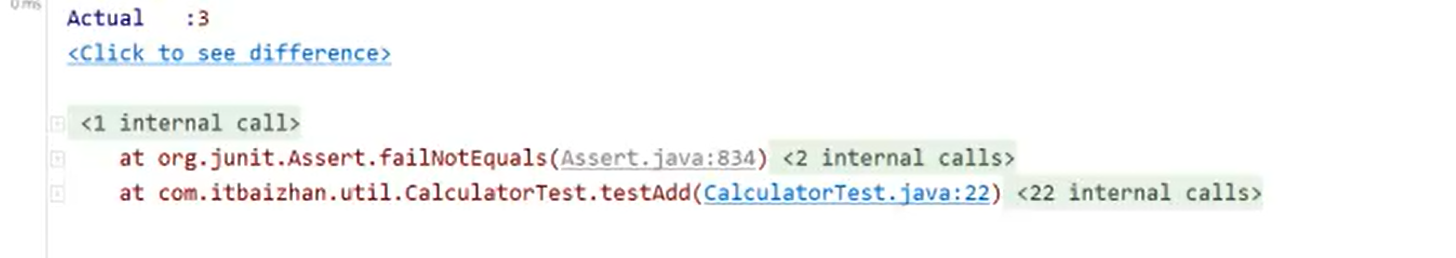 0 ms
Actual   :3
<Click to see difference>
<1 internal call>
at org.junit.Assert.failNotEquals(Assert.java:834) <2 internal calls>
at com.itbaizhan.util.CalculatorTest.testAdd(CalculatorTest.java:22) <22 internal calls>